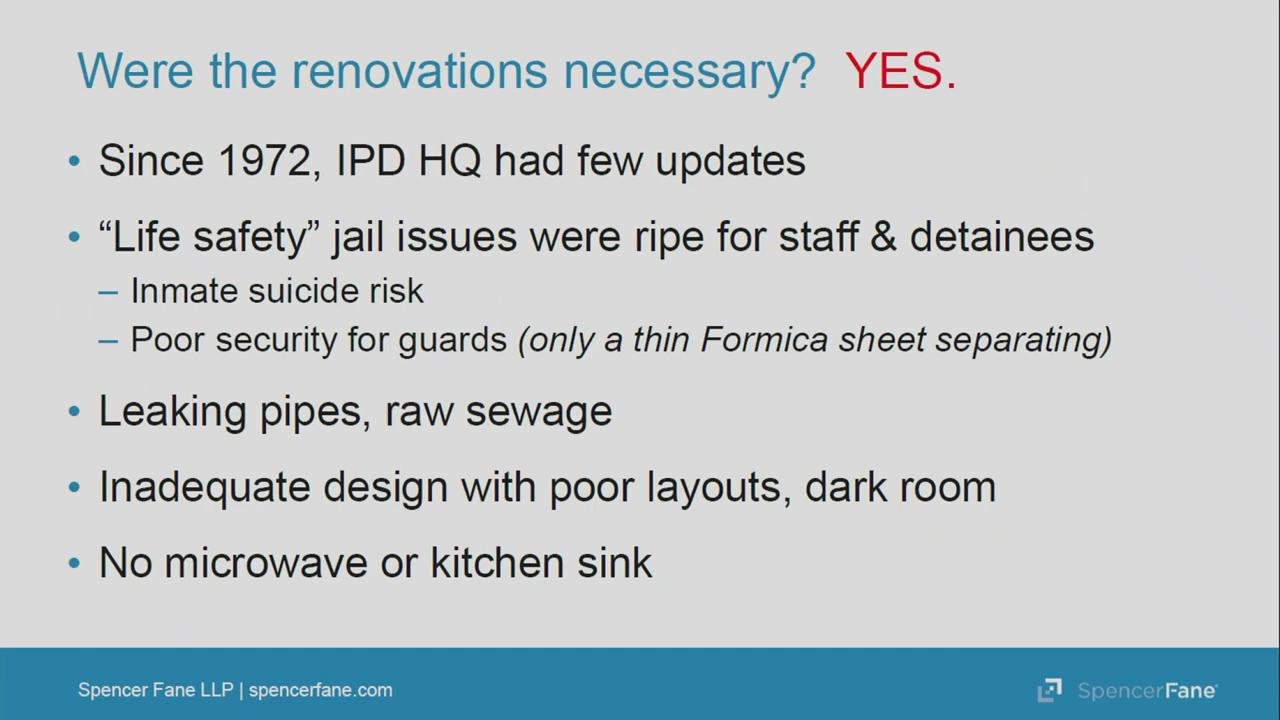 Were the renovations necessary? YES.
• Since 1972, IPD HQ had few updates
• “Life safety” jail issues were ripe for staff & detainees
– Inmate suicide risk
– Poor security for guards (only a thin Formica sheet separating)
• Leaking pipes, raw sewage
• Inadequate design with poor layouts, dark room
• No microwave or kitchen sink
Spencer Fane LLP | spencerfane.com
SpencerFane